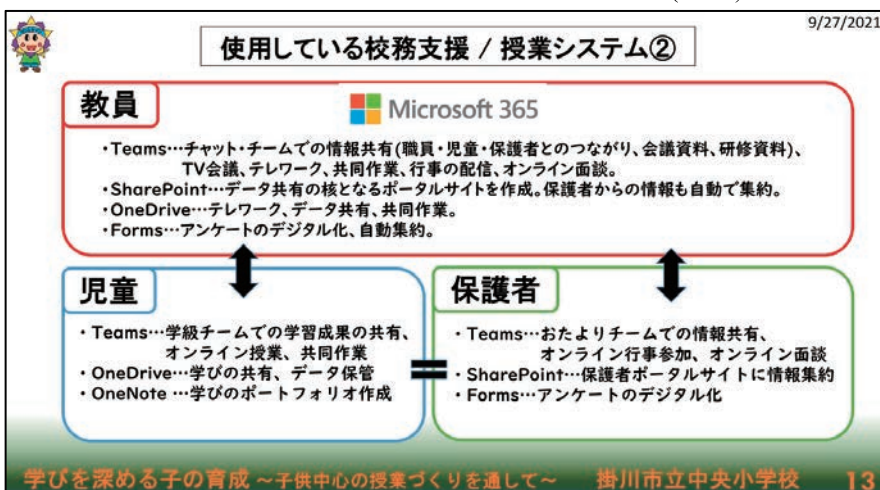 9/27/2021
使用している校務支援 / 授業システム②
教員
Microsoft 365
・Teams…チャット・チームでの情報共有(職員・児童・保護者とのつながり、会議資料、研修資料)、
TV会議、テレワーク、共同作業、行事の配信、オンライン面談。
・SharePoint…データ共有の核となるポータルサイトを作成。保護者からの情報も自動で集約。
・OneDrive…テレワーク、データ共有、共同作業。
・Forms…アンケートのデジタル化、自動集約。
児童
・Teams…学級チームでの学習成果の共有、
オンライン授業、共同作業
・OneDrive…学びの共有、データ保管
・OneNote …学びのポートフォリオ作成
保護者
・Teams…おたよりチームでの情報共有、
オンライン行事参加、オンライン面談
・SharePoint…保護者ポータルサイトに情報集約
・Forms…アンケートのデジタル化
学びを深める子の育成 ～子供中心の授業づくりを通して～ 掛川市立中央小学校 13